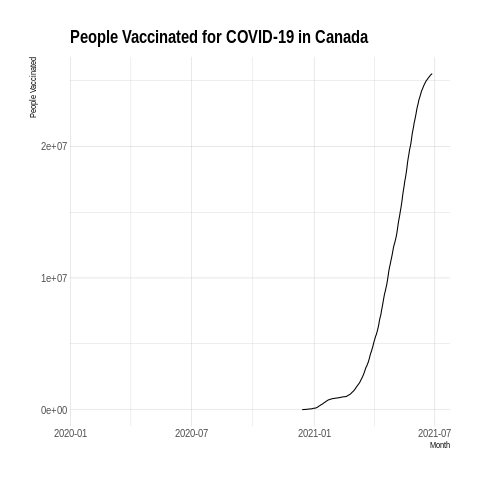 People Vaccinated for COVID-19 in Canada
People Vaccinated
2e+07
1e+07
0e+00
2020-01 2020-07 2021-01 2021-07
Month